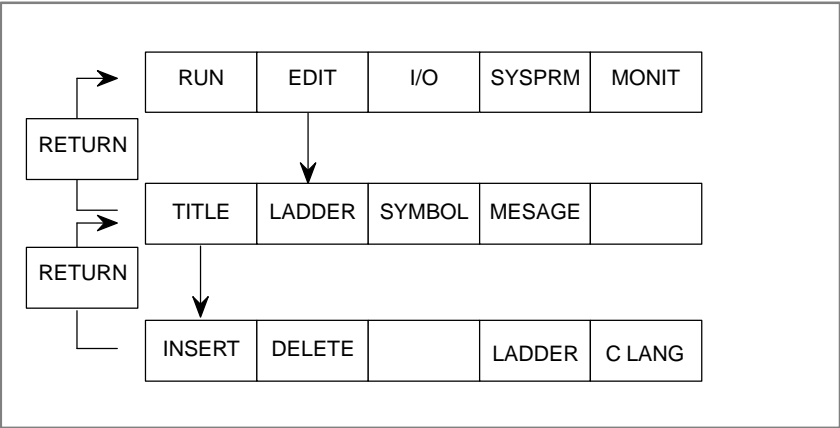 RUN EDIT I/O SYSPRM MONIT
RETURN
TITLE LADDER SYMBOL MESAGE
RETURN
INSERT DELETE LADDER C LANG